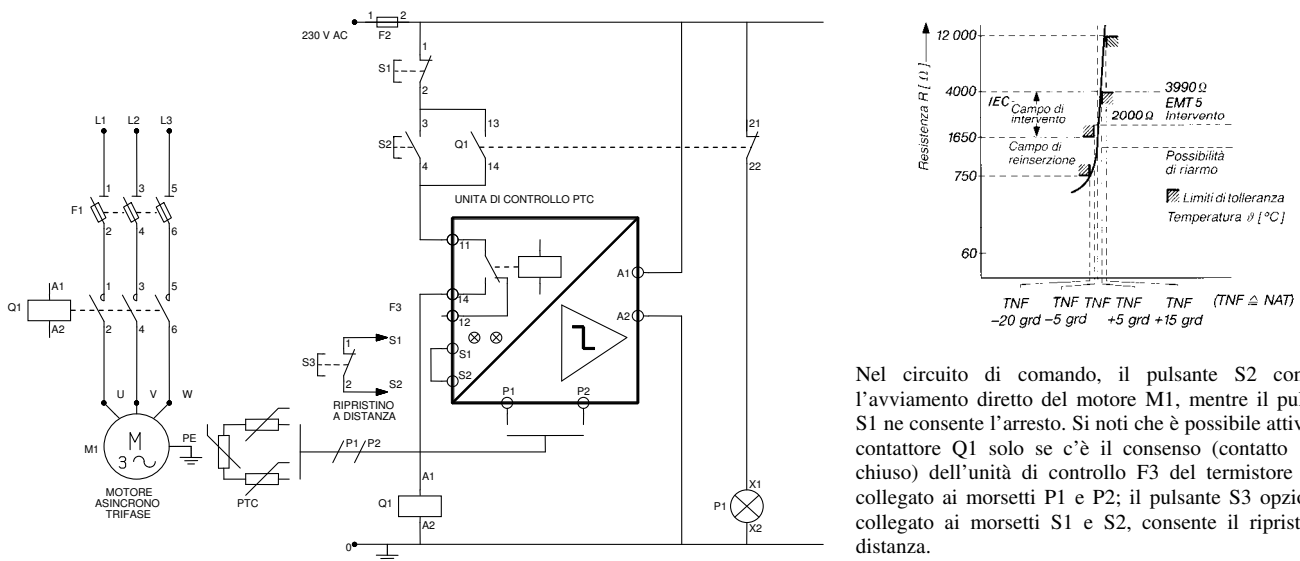 L1 L2 L3
1 3 5
F1
2 4 6
Q1 A1 1 3 5
A2 2 4 6
U V W
M1 M 3 PE
MOTORE
ASINCRONO
TRIFASE
PTC
230 V AC 1 2
F2
1
S1
2
3 13
S2 Q1
4 14
21
22
UNITA DI CONTROLLO PTC
11
14
12
F3
S1
S2
A1
A2
P1 P2
1 S1
S3
2 S2
RIPRISTINO
A DISTANZA
P1 P2
A1
Q1
A2
X1
P1
X2
0
Resistenza R [ Ω ]
12 000
4000
1650
750
60
IEC
Campo di
intervento
Campo di
reinserzione
3990 Ω
EMT 5
2000 Ω Intervento
Possibilità
di riarmo
Limiti di tolleranza
Temperatura ϑ [°C]
TNF TNF TNF TNF TNF (TNF ≙ NAT)
–20 grd –5 grd +5 grd +15 grd
Nel circuito di comando, il pulsante S2 con
l’avviamento diretto del motore M1, mentre il pul
S1 ne consente l’arresto. Si noti che è possibile attiv
contattore Q1 solo se c’è il consenso (contatto
chiuso) dell’unità di controllo F3 del termistore
collegato ai morsetti P1 e P2; il pulsante S3 opzio
collegato ai morsetti S1 e S2, consente il riprist
distanza.